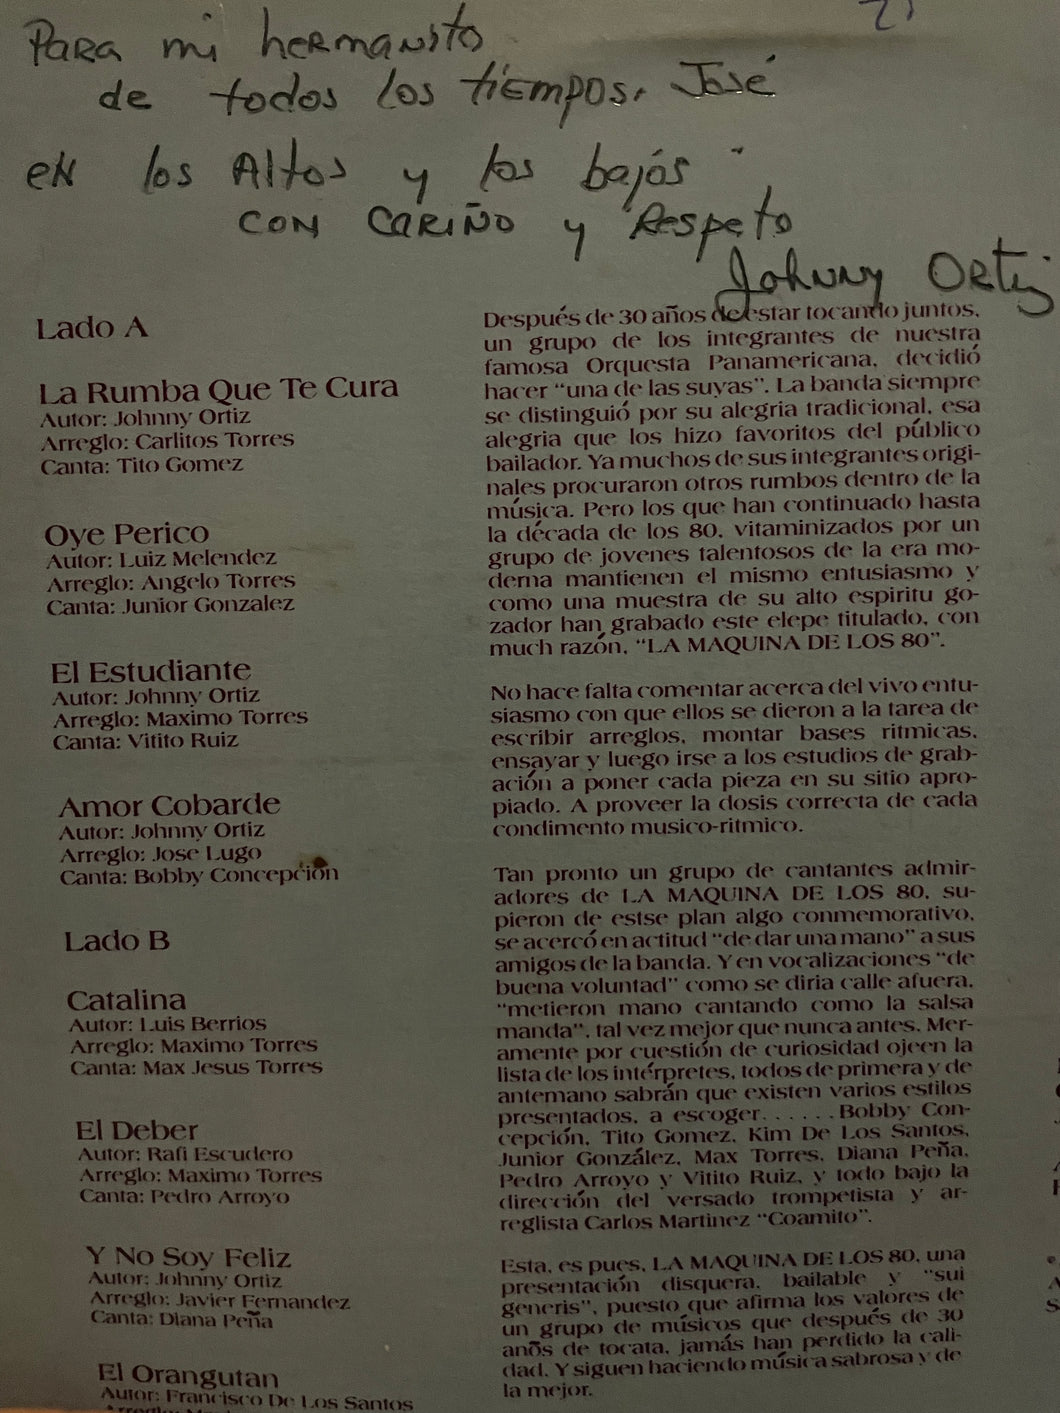 Para mi hermanito
de todos los tiempos, José
en los Altos y los bajos
con cariño y Respeto
Johnny Ortiz
Lado A
La Rumba Que Te Cura
Autor: Johnny Ortiz
Arreglo: Carlitos Torres
Canta: Tito Gomez
Oye Perico
Autor: Luiz Melendez
Arreglo: Angelo Torres
Canta: Junior Gonzalez
El Estudiante
Autor: Johnny Ortiz
Arreglo: Maximo Torres
Canta: Vitito Ruiz
Amor Cobarde
Autor: Johnny Ortiz
Arreglo: Jose Lugo
Canta: Bobby Concepción
Lado B
Catalina
Autor: Luis Berrios
Arreglo: Maximo Torres
Canta: Max Jesus Torres
El Deber
Autor: Rafi Escudero
Arreglo: Maximo Torres
Canta: Pedro Arroyo
Y No Soy Feliz
Autor: Johnny Ortiz
Arreglo: Javier Fernandez
Canta: Diana Peña
El Orangutan
Autor: Francisco De Los Santos
Después de 30 años de estar tocando juntos,
un grupo de los integrantes de nuestra
famosa Orquesta Panamericana, decidió
hacer “una de las suyas”. La banda siempre
se distinguió por su alegria tradicional, esa
alegria que los hizo favoritos del público
bailador. Ya muchos de sus integrantes origi-
nales procuraron otros rumbos dentro de la
música. Pero los que han continuado hasta
la década de los 80, vitaminizados por un
grupo de jovenes talentosos de la era mo-
derna mantienen el mismo entusiasmo y
como una muestra de su alto espiritu go-
zador han grabado este elepe titulado, con
much razón, “LA MAQUINA DE LOS 80”.
No hace falta comentar acerca del vivo entu-
siasmo con que ellos se dieron a la tarea de
escribir arreglos, montar bases ritmicas,
ensayar y luego irse a los estudios de grab-
ación a poner cada pieza en su sitio apro-
piado. A proveer la dosis correcta de cada
condimento musico-ritmico.
Tan pronto un grupo de cantantes admir-
adores de LA MAQUINA DE LOS 80, su-
pieron de estse plan algo conmemorativo,
se acercó en actitud “de dar una mano” a sus
amigos de la banda. Y en vocalizaciones “de
buena voluntad” como se diria calle afuera,
“metieron mano cantando como la salsa
manda”, tal vez mejor que nunca antes. Mer-
amente por cuestión de curiosidad ojeen la
lista de los intérpretes, todos de primera y de
antemano sabrán que existen varios estilos
presentados, a escoger. . . . . . Bobby Con-
cepción, Tito Gomez, Kim De Los Santos,
Junior González, Max Torres, Diana Peña,
Pedro Arroyo y Vitito Ruiz, y todo bajo la
dirección del versado trompetista y ar-
reglista Carlos Martinez “Coamito”.
Esta, es pues, LA MAQUINA DE LOS 80, una
presentación disquera, bailable y “sui
generis”, puesto que afirma los valores de
un grupo de músicos que después de 30
anõs de tocata, jamás han perdido la cali-
dad. Y siguen haciendo música sabrosa y de
la mejor.